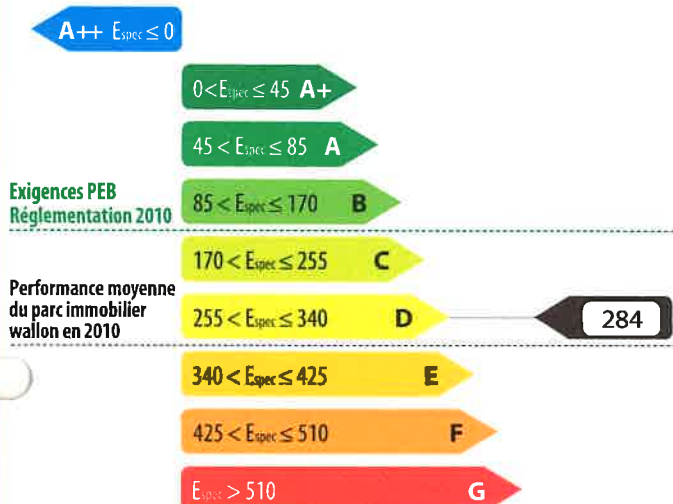 A++ Espec ≤ 0
0<Espec ≤ 45 A+
45 < Espec ≤ 85 A
Exigences PEB
Réglementation 2010
85 < Espec ≤ 170 B
170 < Espec ≤ 255 C
Performance moyenne
du parc immobilier
wallon en 2010
255 < Espec ≤ 340 D
284
340 < Espec ≤ 425 E
425 < Espec ≤ 510 F
Espec > 510 G